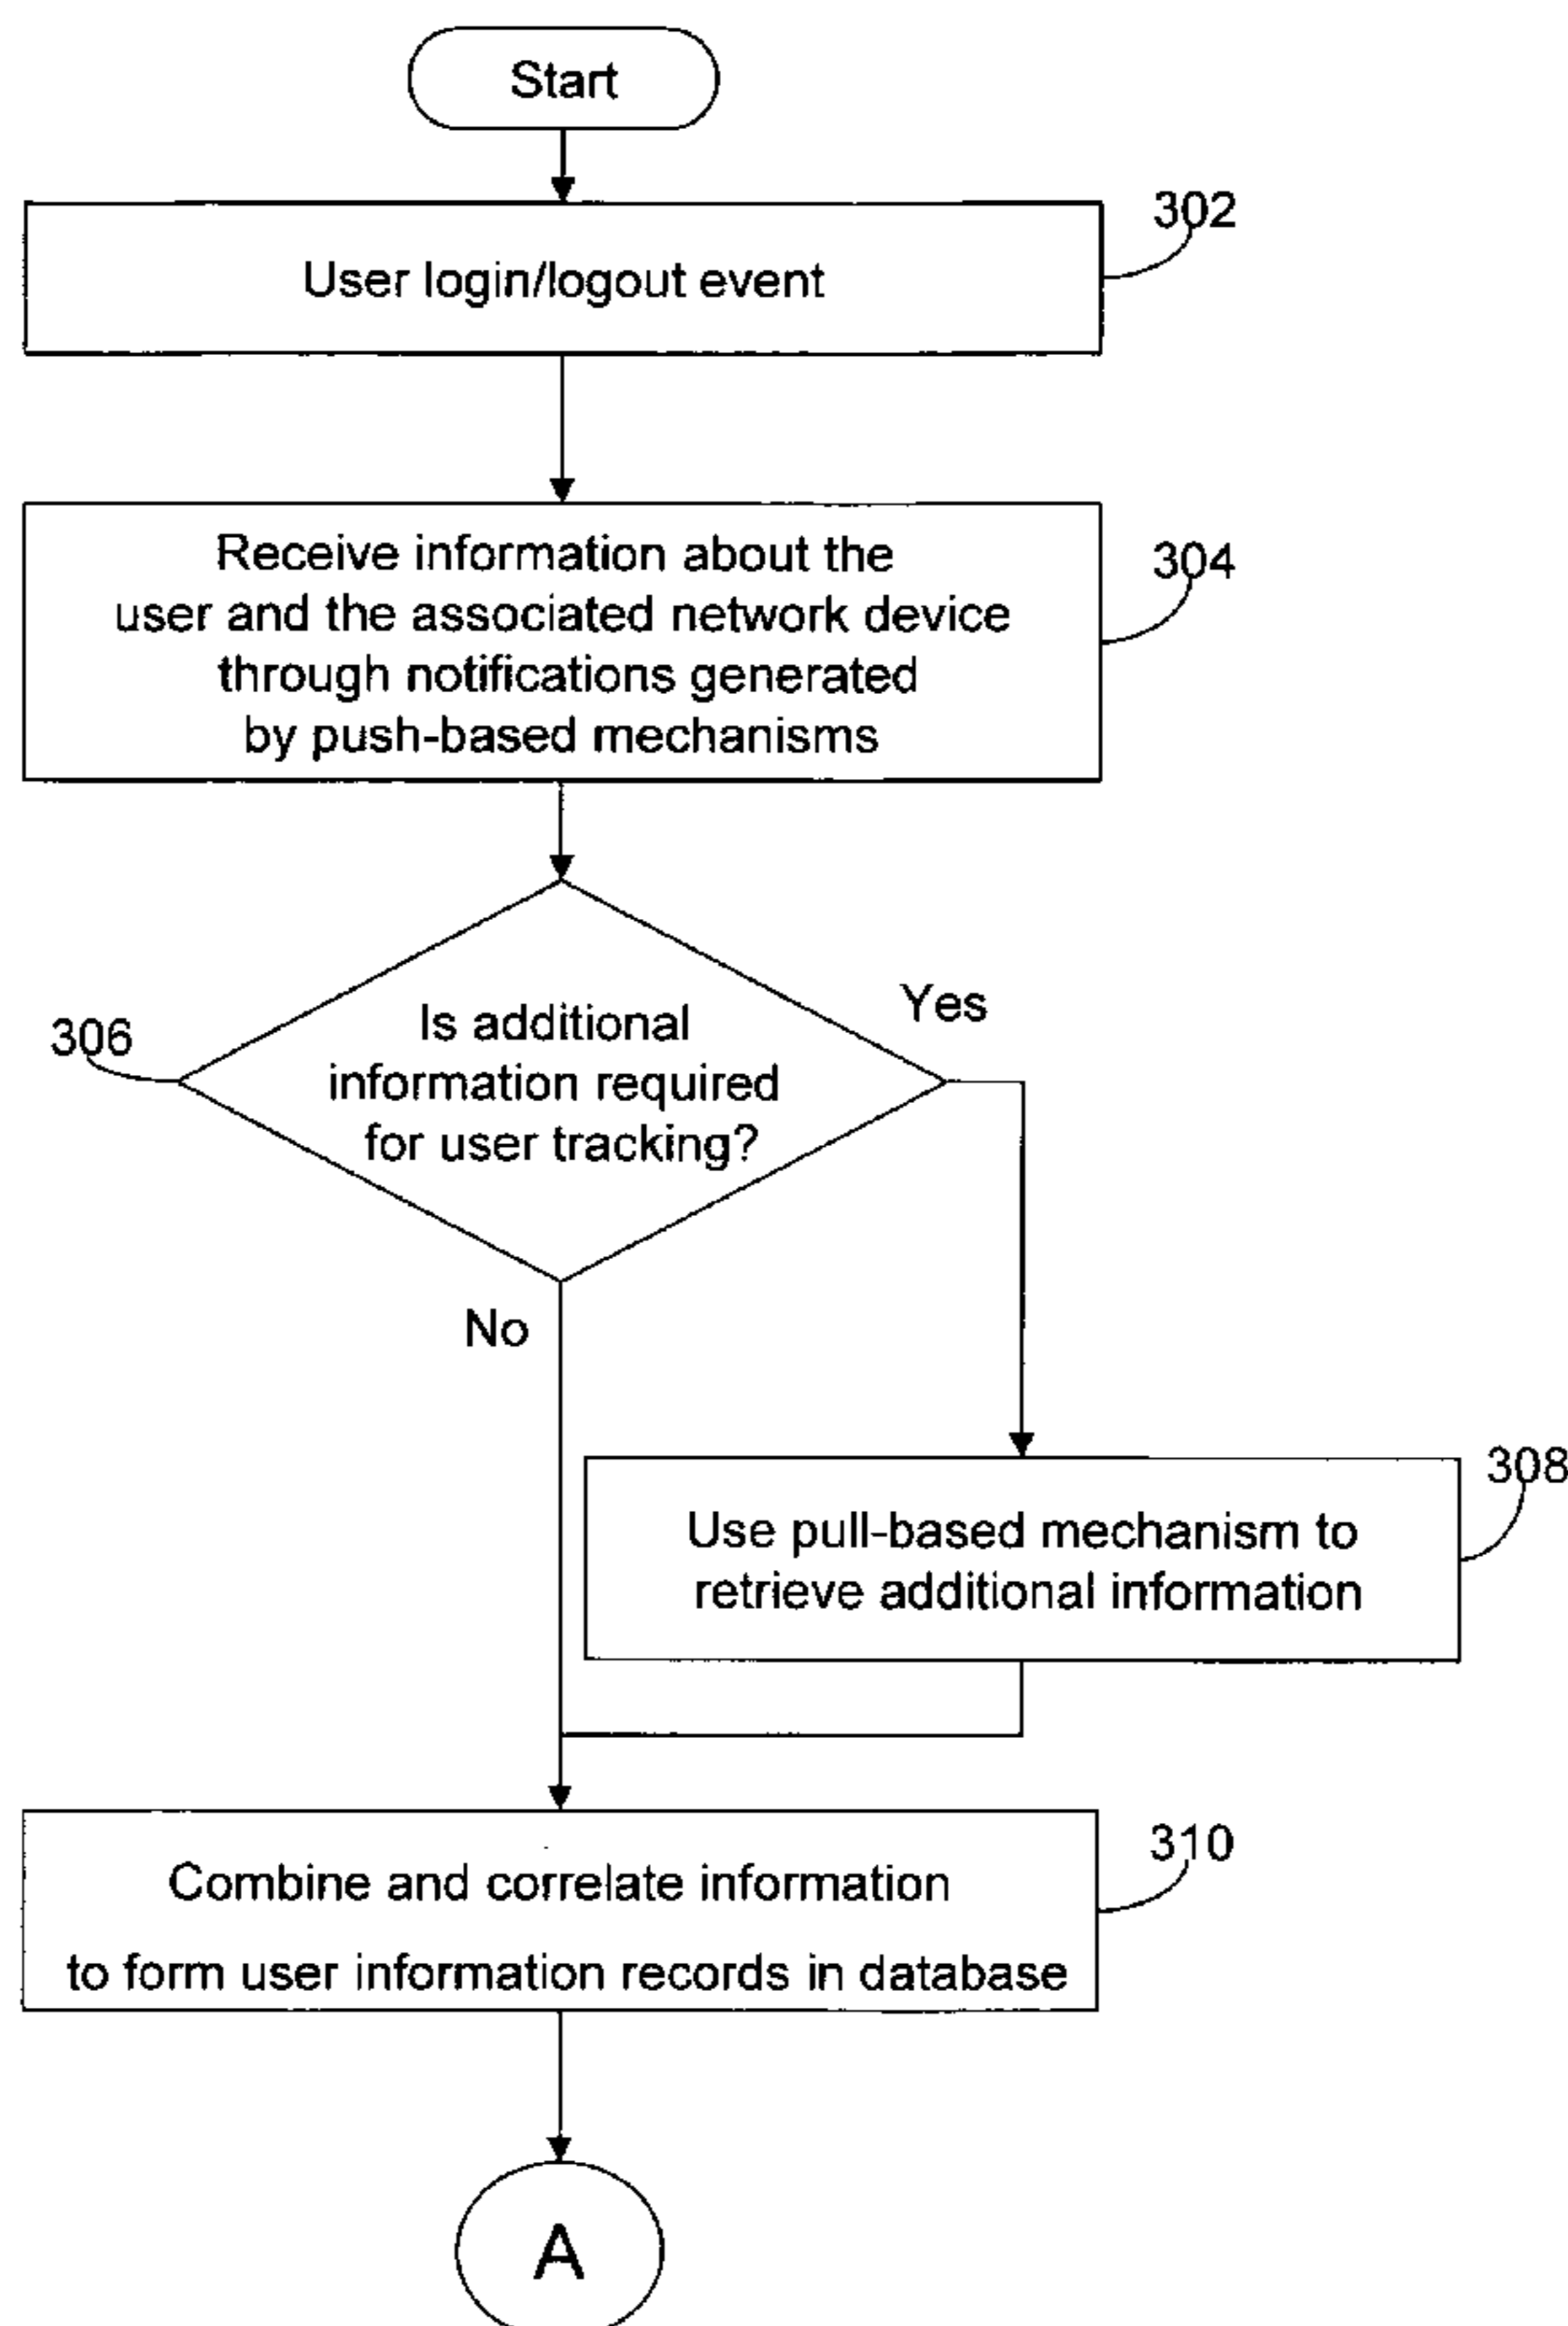 Start
302
User login/logout event
304
Receive information about the
user and the associated network device
through notifications generated
by push-based mechanisms
306
Is additional
information required
for user tracking?
Yes
No
308
Use pull-based mechanism to
retrieve additional information
310
Combine and correlate information
to form user information records in database
A